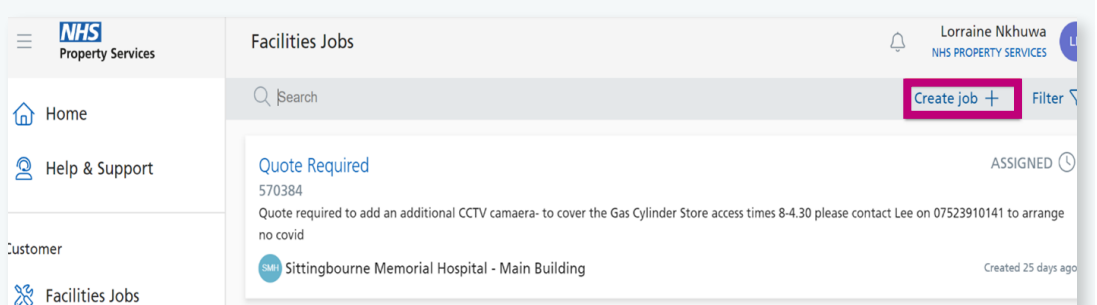 NHS
Property Services
Facilities Jobs
Lorraine Nkhuwa
NHS PROPERTY SERVICES
Search
Create job
Filter
Home
Help & Support
Customer
Facilities Jobs
Quote Required
ASSIGNED
570384
Quote required to add an additional CCTV camaera- to cover the Gas Cylinder Store access times 8-4.30 please contact Lee on 07523910141 to arrange
no covid
SMH Sittingbourne Memorial Hospital - Main Building
Created 25 days ago